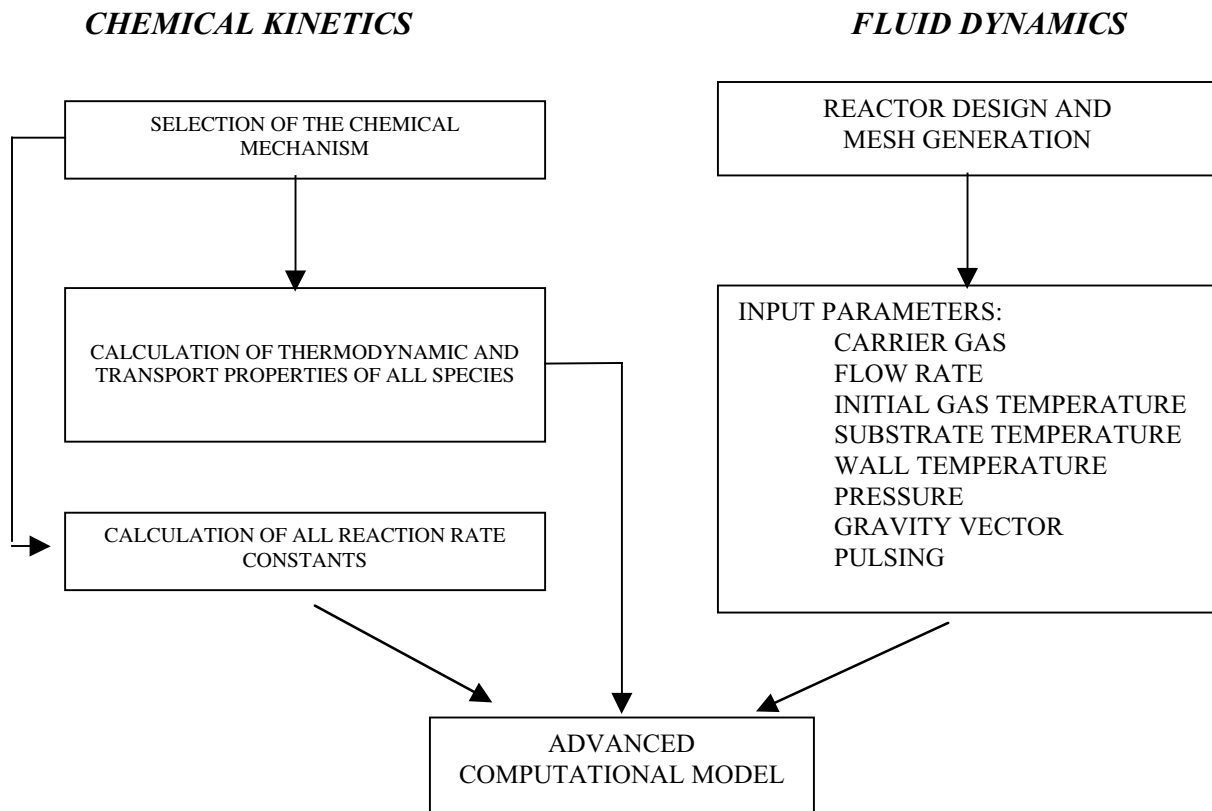 CHEMICAL KINETICS
FLUID DYNAMICS
SELECTION OF THE CHEMICAL
MECHANISM
REACTOR DESIGN AND
MESH GENERATION
CALCULATION OF THERMODYNAMIC AND
TRANSPORT PROPERTIES OF ALL SPECIES
INPUT PARAMETERS:
CARRIER GAS
FLOW RATE
INITIAL GAS TEMPERATURE
SUBSTRATE TEMPERATURE
WALL TEMPERATURE
PRESSURE
GRAVITY VECTOR
PULSING
CALCULATION OF ALL REACTION RATE
CONSTANTS
ADVANCED
COMPUTATIONAL MODEL